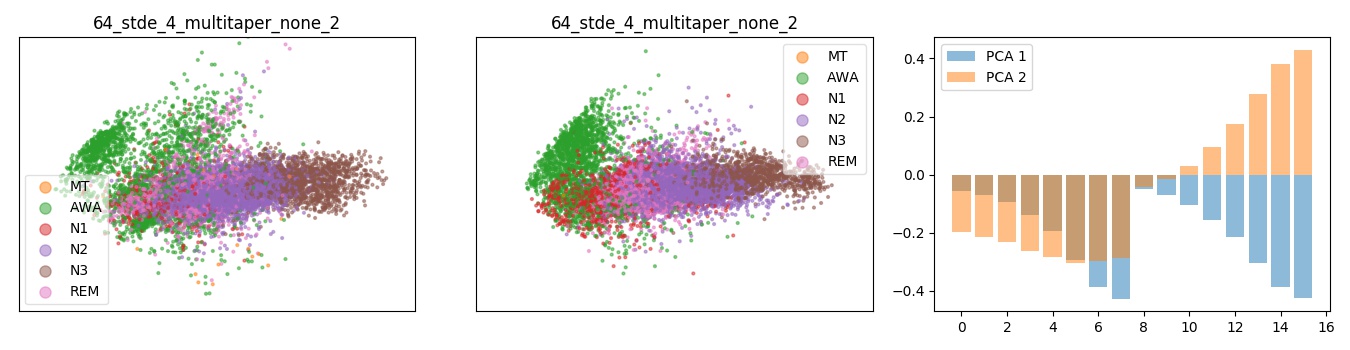 64_stde_4_multitaper_none_2
MT
AWA
N1
N2
N3
REM
64_stde_4_multitaper_none_2
MT
AWA
N1
N2
N3
REM
PCA 1
PCA 2
0.4
0.2
0.0
−0.2
−0.4
0 2 4 6 8 10 12 14 16